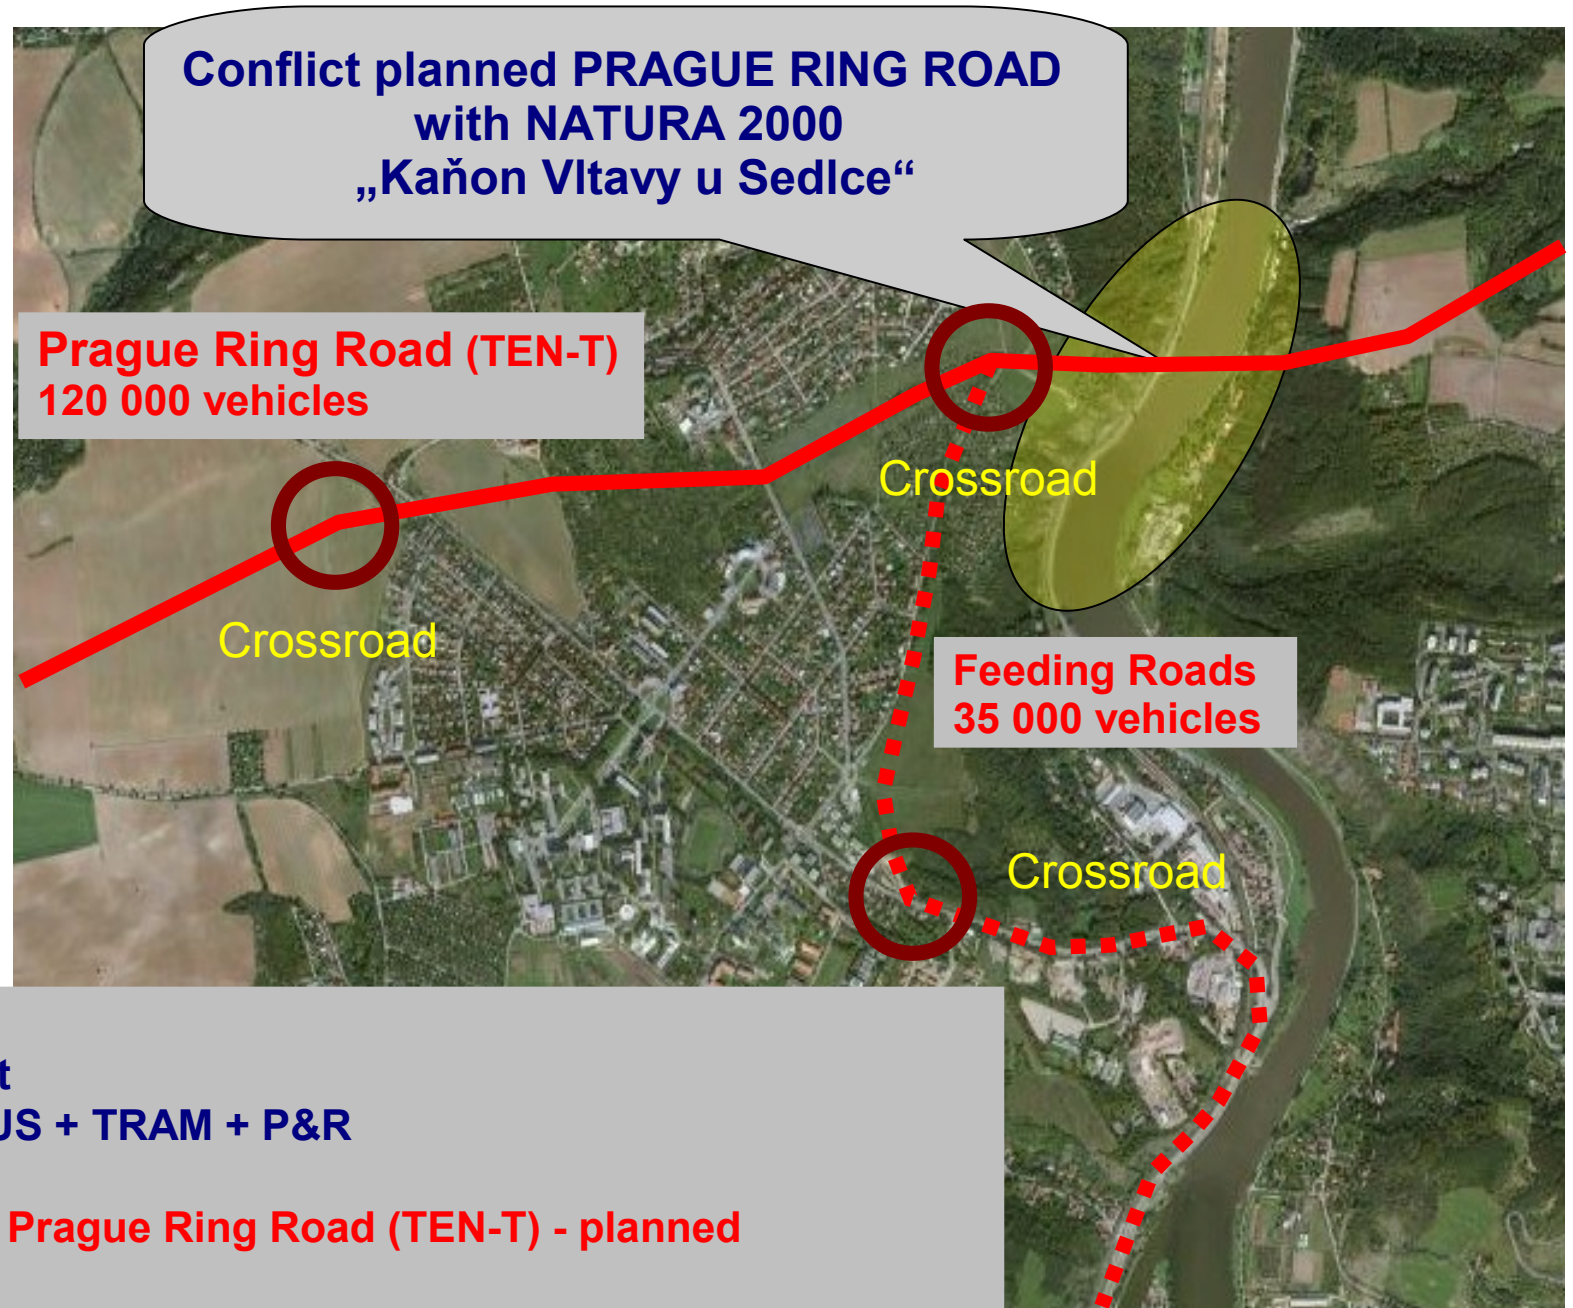 Conflict planned PRAGUE RING ROAD
with NATURA 2000
„Kaňon Vltavy u Sedlce“
Prague Ring Road (TEN-T)
120 000 vehicles
Crossroad
Crossroad
Feeding Roads
35 000 vehicles
Crossroad
t
US + TRAM + P&R
Prague Ring Road (TEN-T) - planned